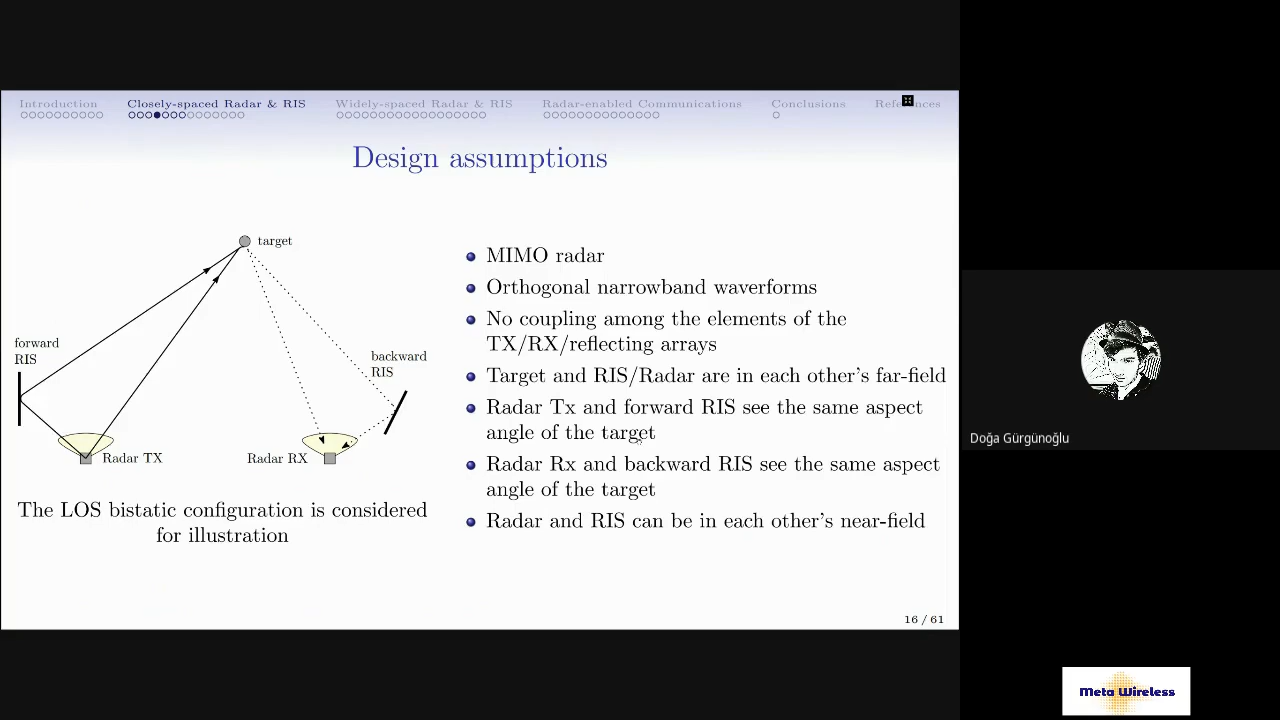 Introduction
Closely-spaced Radar & RIS
Widely-spaced Radar & RIS
Radar-enabled Communications
Conclusions
Design assumptions
target
forward
RIS
backward
RIS
Radar TX
Radar RX
The LOS bistatic configuration is considered
for illustration
MIMO radar
Orthogonal narrowband waverforms
No coupling among the elements of the
TX/RX/reflecting arrays
Target and RIS/Radar are in each other's far-field
Radar Tx and forward RIS see the same aspect
angle of the target
Radar Rx and backward RIS see the same aspect
angle of the target
Radar and RIS can be in each other's near-field
16 / 61
Doğa Gürgünoğlu
Meta Wireless